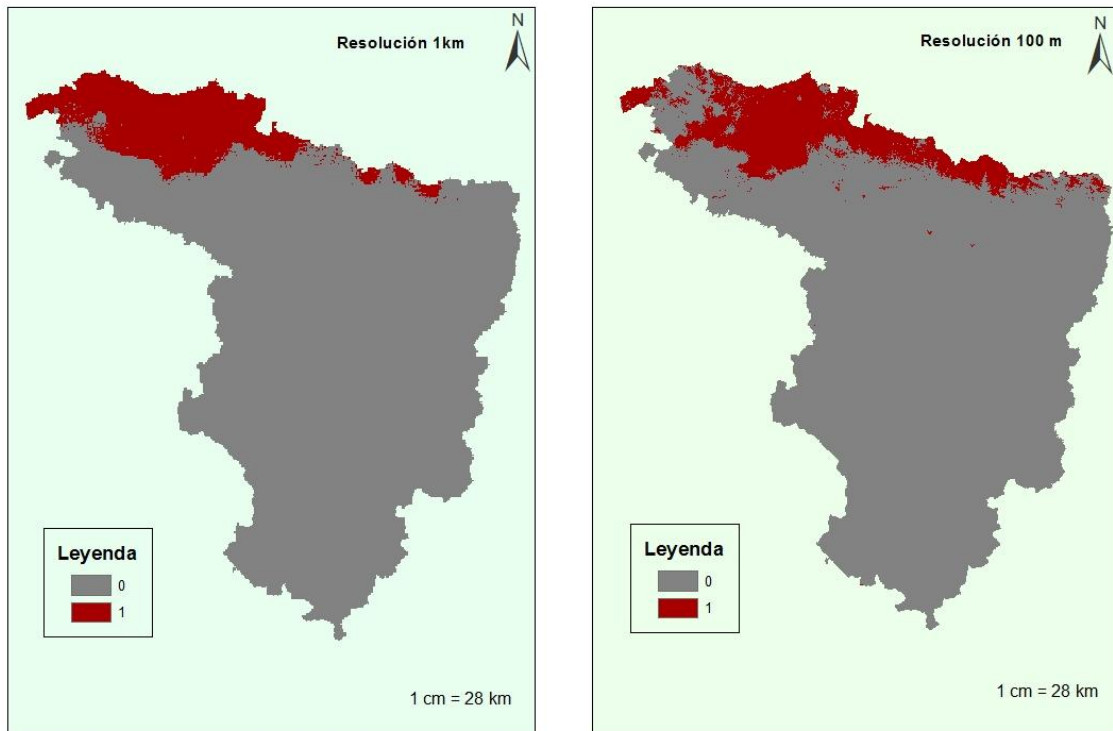 Resolución 1km
N
Leyenda
0
1
1 cm = 28 km
Resolución 100 m
N
Leyenda
0
1
1 cm = 28 km